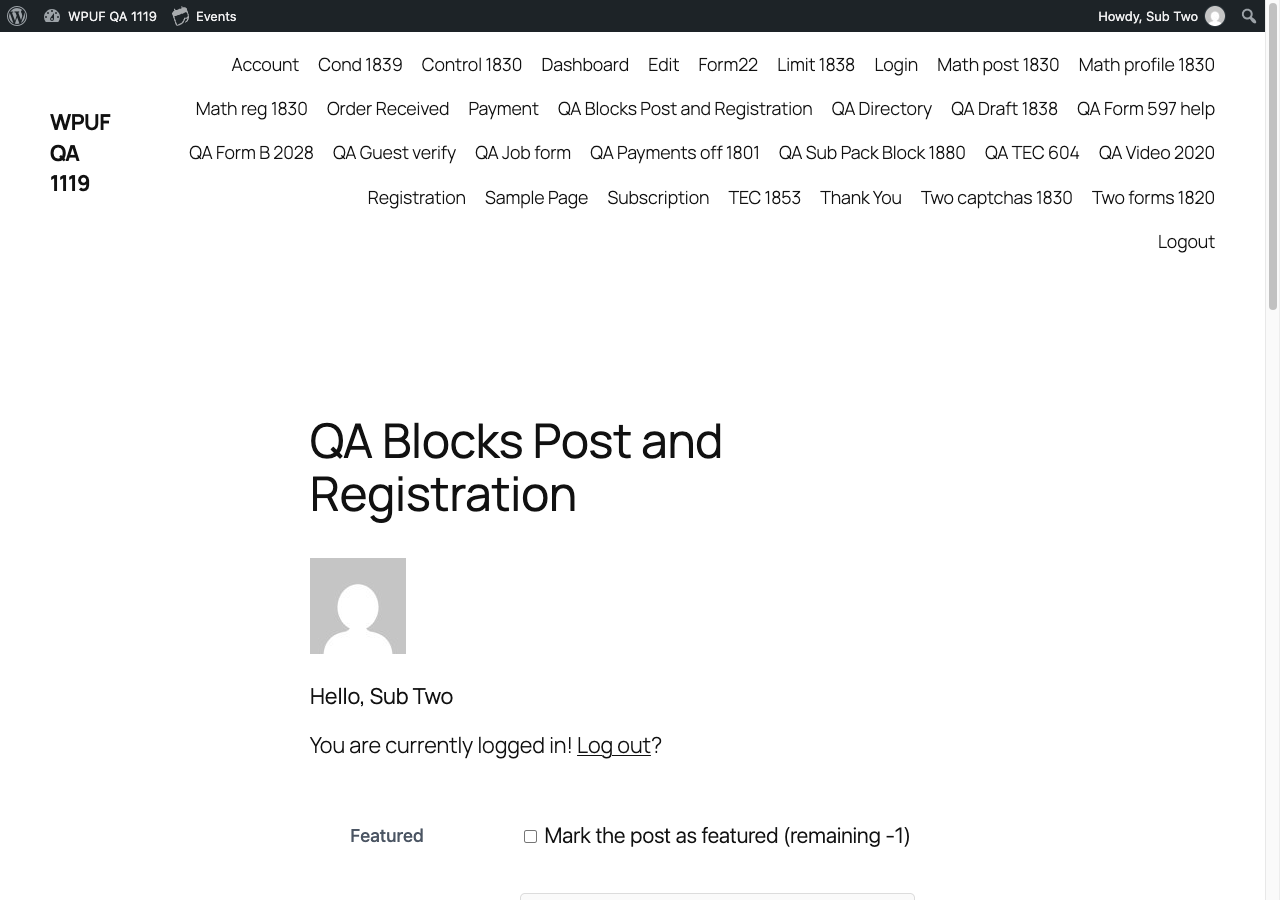 WPUF QA 1119 Events Howdy, Sub Two
Account Cond 1839 Control 1830 Dashboard Edit Form22 Limit 1838 Login Math post 1830 Math profile 1830
Math reg 1830 Order Received Payment QA Blocks Post and Registration QA Directory QA Draft 1838 QA Form 597 help
WPUF
QA
1119
QA Form B 2028 QA Guest verify QA Job form QA Payments off 1801 QA Sub Pack Block 1880 QA TEC 604 QA Video 2020
Registration Sample Page Subscription TEC 1853 Thank You Two captchas 1830 Two forms 1820
Logout
QA Blocks Post and
Registration
Hello, Sub Two
You are currently logged in! Log out?
Featured Mark the post as featured (remaining -1)